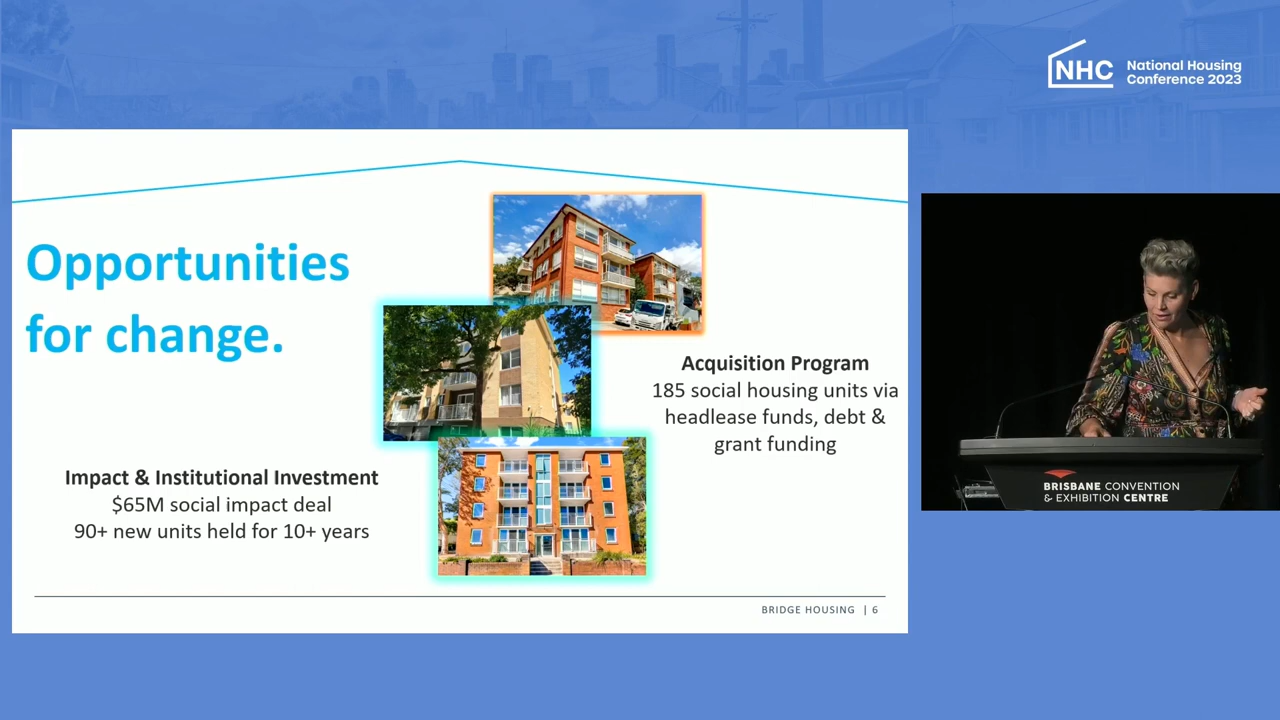 NHC
National Housing
Conference 2023
Opportunities
for change.
Acquisition Program
185 social housing units via
headlease funds, debt &
grant funding
Impact & Institutional Investment
$65M social impact deal
90+ new units held for 10+ years
BRIDGE HOUSING | 6
BRISBANE CONVENTION
& EXHIBITION CENTRE